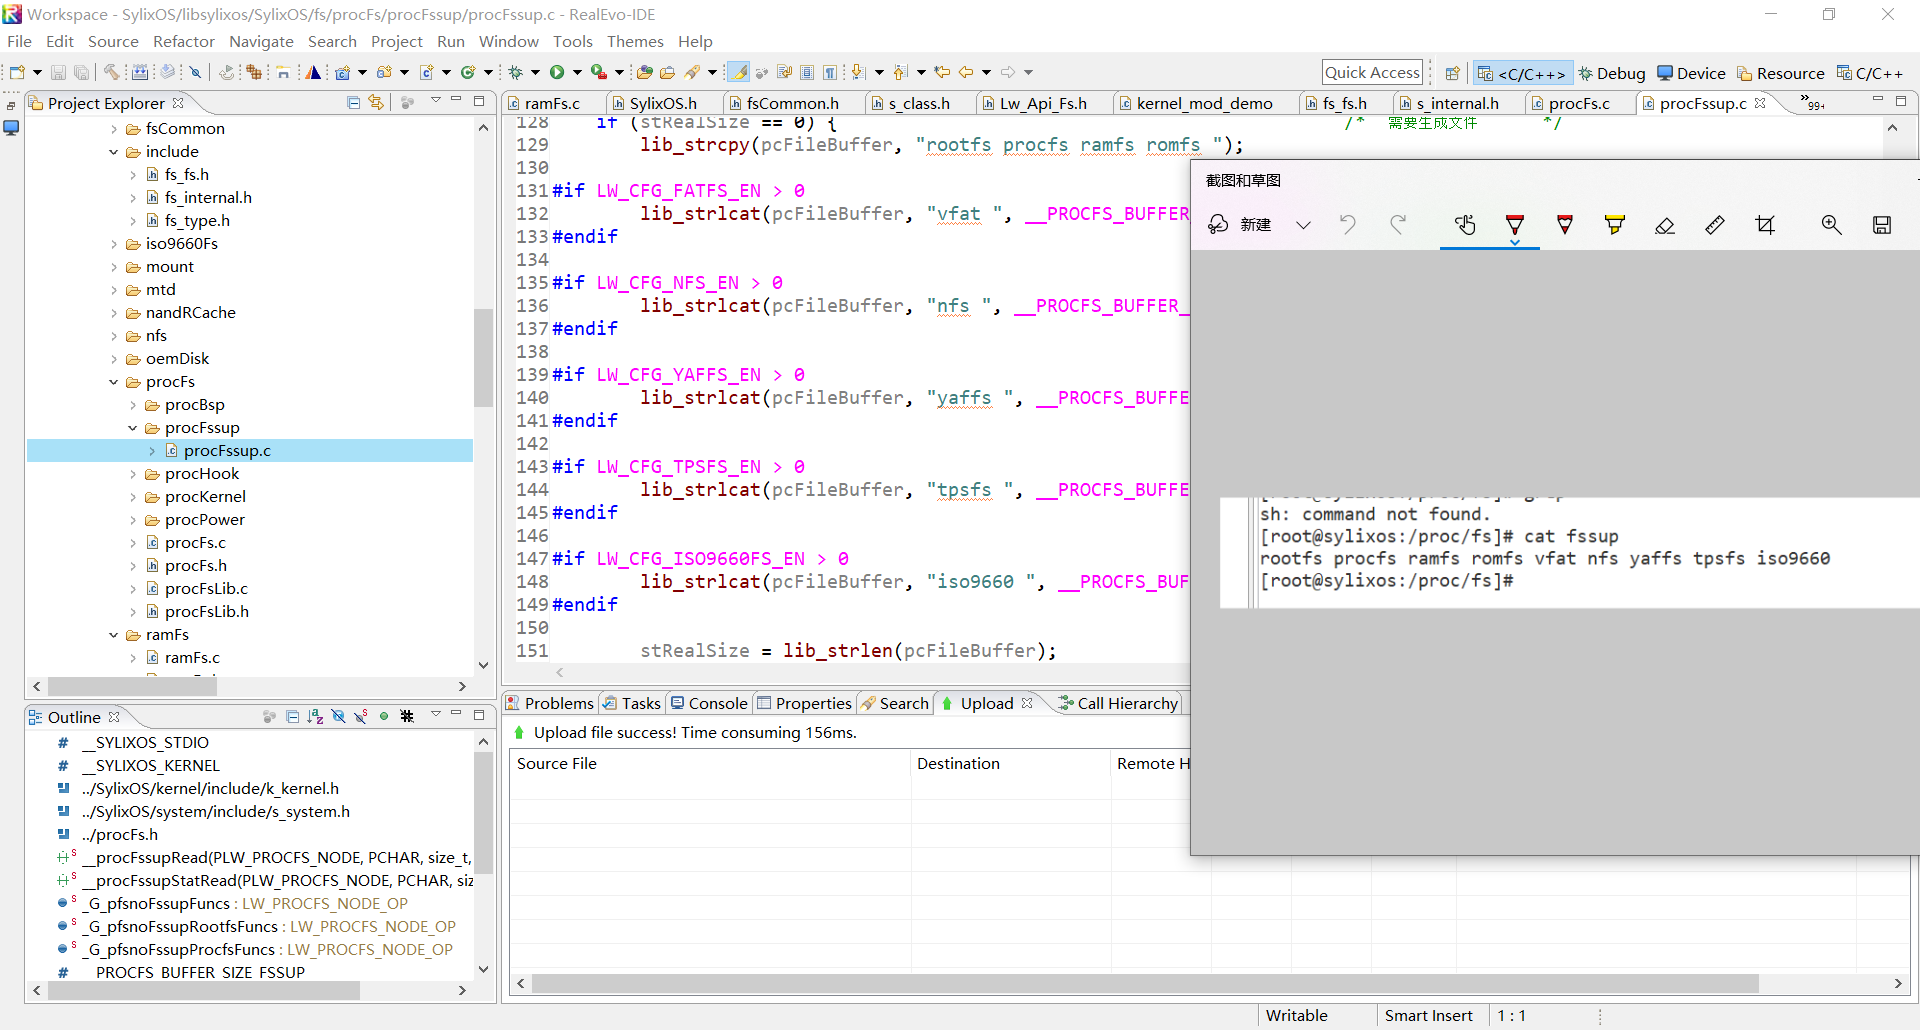 Workspace - SylixOS/libsylixos/SylixOS/fs/procFs/procFssup/procFssup.c - RealEvo-IDE
File Edit Source Refactor Navigate Search Project Run Window Tools Themes Help
Quick Access <C/C++> Debug Device Resource C/C++
Project Explorer
fsCommon
include
fs_fs.h
fs_internal.h
fs_type.h
iso9660Fs
mount
mtd
nandRCache
nfs
oemDisk
procFs
procBsp
procFssup
procFssup.c
procHook
procKernel
procPower
procFs.c
procFs.h
procFsLib.c
procFsLib.h
ramFs
ramFs.c
ramFs.c SylixOS.h fsCommon.h s_class.h Lw_Api_Fs.h kernel_mod_demo fs_fs.h s_internal.h procFs.c procFssup.c 99+
128 if (stRealSize == 0) { /* 需要生成文件 */
129 lib_strcpy(pcFileBuffer, "rootfs procfs ramfs romfs ");
130
131 #if LW_CFG_FATFS_EN > 0
132 lib_strlcat(pcFileBuffer, "vfat ", __PROCFS_BUFFER
133 #endif
134
135 #if LW_CFG_NFS_EN > 0
136 lib_strlcat(pcFileBuffer, "nfs ", __PROCFS_BUFFER_
137 #endif
138
139 #if LW_CFG_YAFFS_EN > 0
140 lib_strlcat(pcFileBuffer, "yaffs ", __PROCFS_BUFFE
141 #endif
142
143 #if LW_CFG_TPSFS_EN > 0
144 lib_strlcat(pcFileBuffer, "tpsfs ", __PROCFS_BUFFE
145 #endif
146
147 #if LW_CFG_ISO9660FS_EN > 0
148 lib_strlcat(pcFileBuffer, "iso9660 ", __PROCFS_BUF
149 #endif
150
151 stRealSize = lib_strlen(pcFileBuffer);
截图和草图
新建
sh: command not found.
[root@sylixos:/proc/fs]# cat fssup
rootfs procfs ramfs romfs vfat nfs yaffs tpsfs iso9660
[root@sylixos:/proc/fs]#
Outline
__SYLIXOS_STDIO
__SYLIXOS_KERNEL
../SylixOS/kernel/include/k_kernel.h
../SylixOS/system/include/s_system.h
../procFs.h
__procFssupRead(PLW_PROCFS_NODE, PCHAR, size_t,
__procFssupStatRead(PLW_PROCFS_NODE, PCHAR, siz
_G_pfsnoFssupFuncs : LW_PROCFS_NODE_OP
_G_pfsnoFssupRootfsFuncs : LW_PROCFS_NODE_OP
_G_pfsnoFssupProcfsFuncs : LW_PROCFS_NODE_OP
__PROCFS_BUFFER_SIZE_FSSUP
Problems Tasks Console Properties Search Upload Call Hierarchy
Upload file success! Time consuming 156ms.
Source File Destination Remote H
Writable Smart Insert 1 : 1